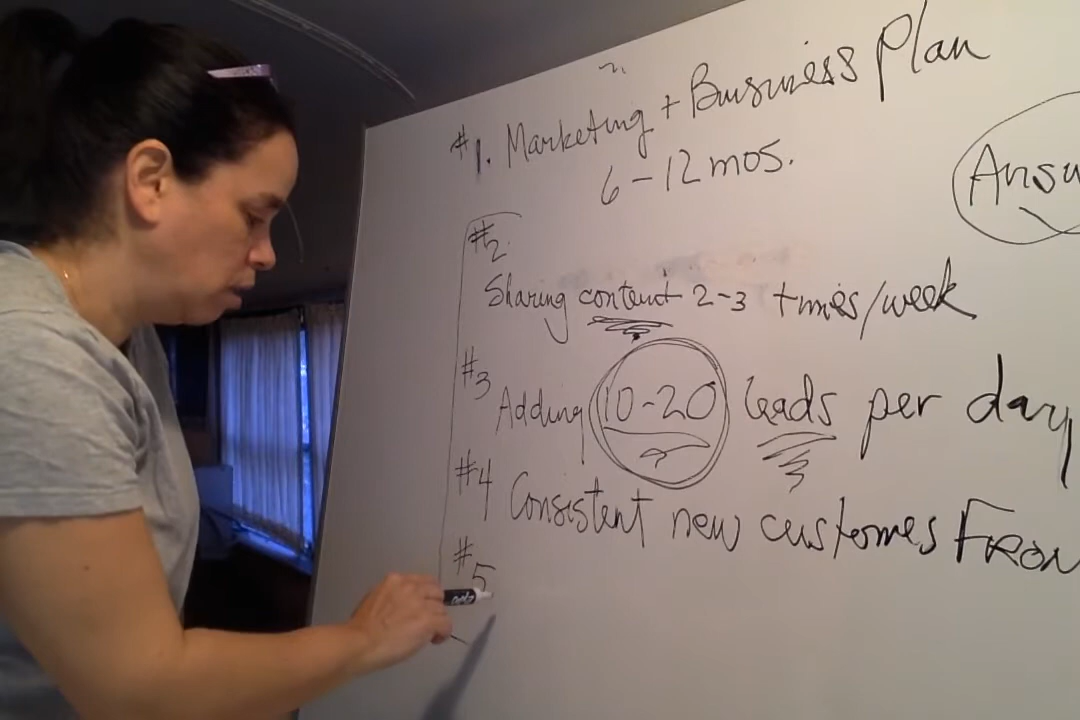 #1. Marketing + Business Plan
6-12 mos.
#2.
Sharing content 2-3 times/week
#3
Adding 10-20 leads per day
#4 Consistent new customes From
#5
Answ